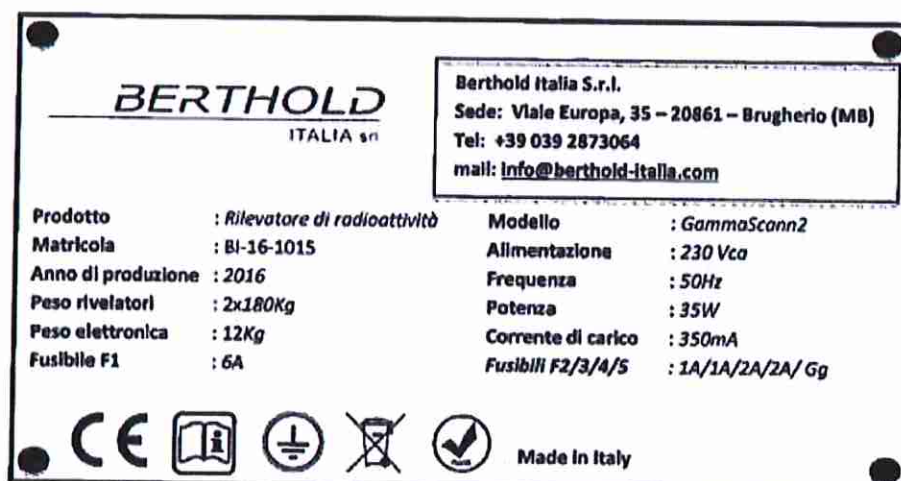 BERTHOLD
ITALIA srl
Berthold Italia S.r.l.
Sede: Viale Europa, 35 – 20861 – Brugherio (MB)
Tel: +39 039 2873064
mail: info@berthold-italia.com
Prodotto : Rilevatore di radioattività
Matricola : BI-16-1015
Anno di produzione : 2016
Peso rivelatori : 2x180Kg
Peso elettronica : 12Kg
Fusibile F1 : 6A
Modello : GammaScann2
Alimentazione : 230 Vca
Frequenza : 50Hz
Potenza : 35W
Corrente di carico : 350mA
Fusibili F2/3/4/5 : 1A/1A/2A/2A/ Gg
CE
RoHS
Made in Italy